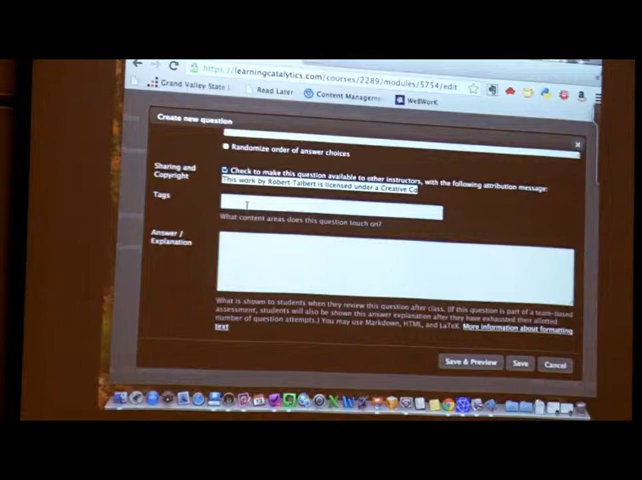 https://learningcatalytics.com/courses/2289/modules/5754/edit
Grand Valley State
Read Later
Content Managem
WeBWorK
Create new question
Randomize order of answer choices
Sharing and
Copyright
Check to make this question available to other instructors, with the following attribution message:
This work by Robert Talbert is licensed under a Creative Co
Tags
What content areas does this question touch on?
Answer /
Explanation
What is shown to students when they review this question after class. (If this question is part of a team-based
assessment, students will also be shown this answer explanation after they have exhausted their allotted
number of question attempts.) You may use Markdown, HTML, and LaTeX. More information about formatting
text
Save & Preview
Save
Cancel